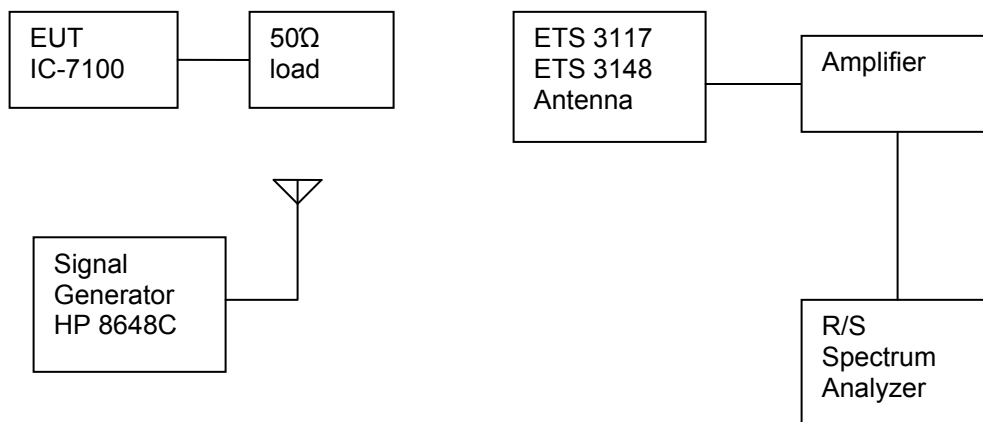 EUT
IC-7100
50Ω
load
ETS 3117
ETS 3148
Antenna
Amplifier
Signal
Generator
HP 8648C
R/S
Spectrum
Analyzer